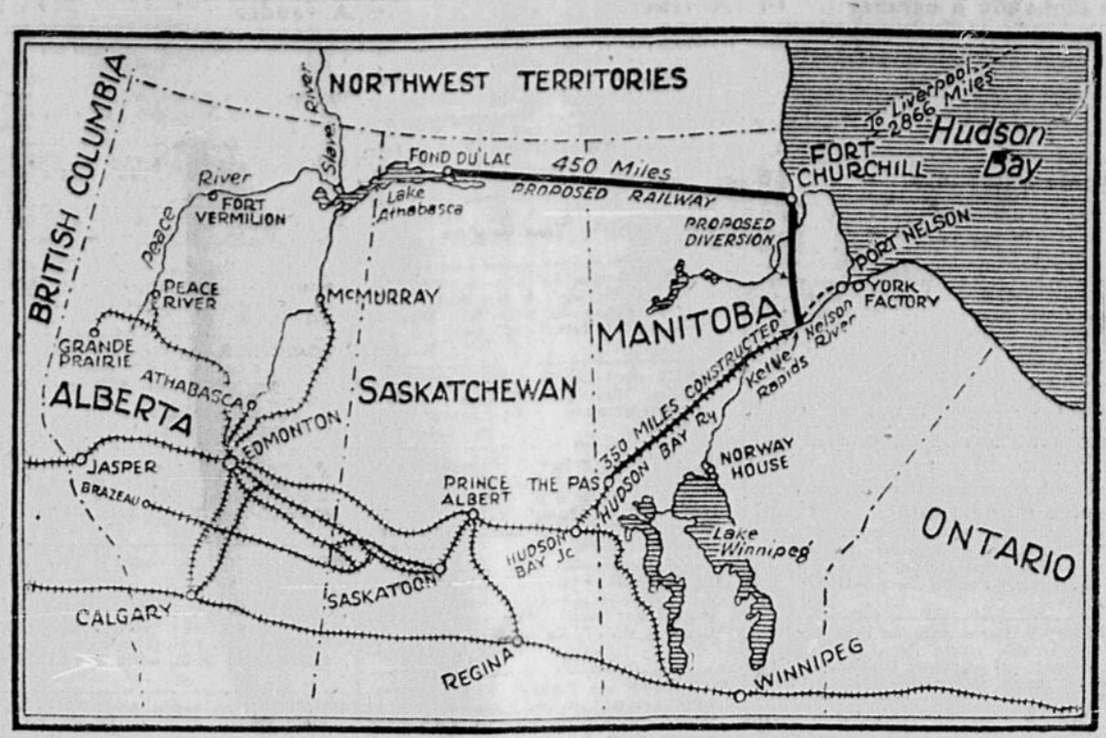 A reader
NORTHWEST TERRITORIES
BRITISH COLUMBIA
Slave River
To Liverpool
2866 Miles
Hudson
Bay
FOND DU LAC
450 Miles
PROPOSED RAILWAY
FORT
CHURCHILL
Lake
Athabasca
Peace River
FORT
VERMILION
PROPOSED
DIVERSION
PORT NELSON
YORK
FACTORY
PEACE
RIVER
McMURRAY
MANITOBA
Nelson
River
Kettle
Rapids
GRANDE
PRAIRIE
ATHABASCA
ALBERTA
SASKATCHEWAN
350 MILES CONSTRUCTED
HUDSON BAY Ry
EDMONTON
JASPER
BRAZEAU
PRINCE
ALBERT
THE PAS
NORWAY
HOUSE
HUDSON
BAY Jc
Lake
Winnipeg
ONTARIO
SASKATOON
CALGARY
REGINA
WINNIPEG